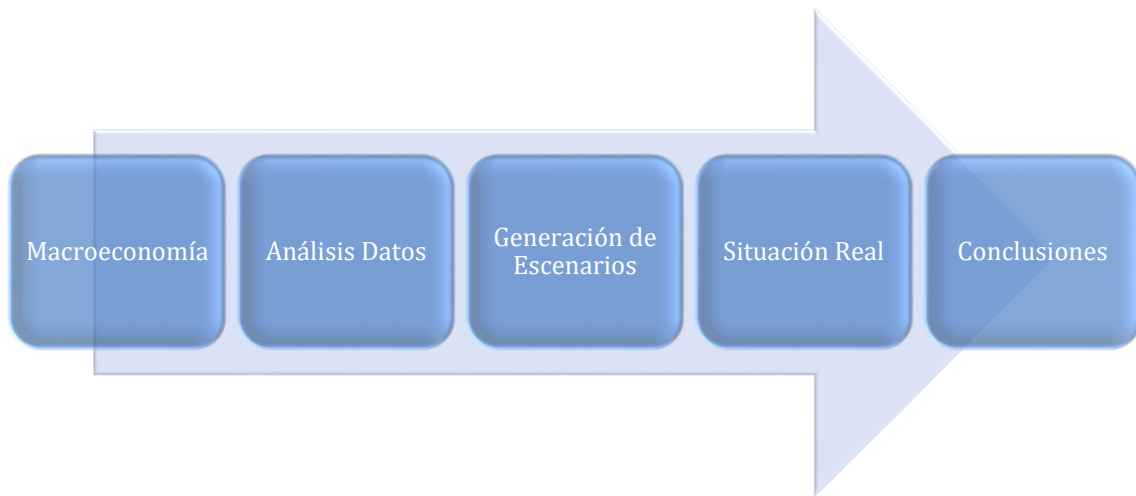 Macroeconomía
Análisis Datos
Generación de
Escenarios
Situación Real
Conclusiones